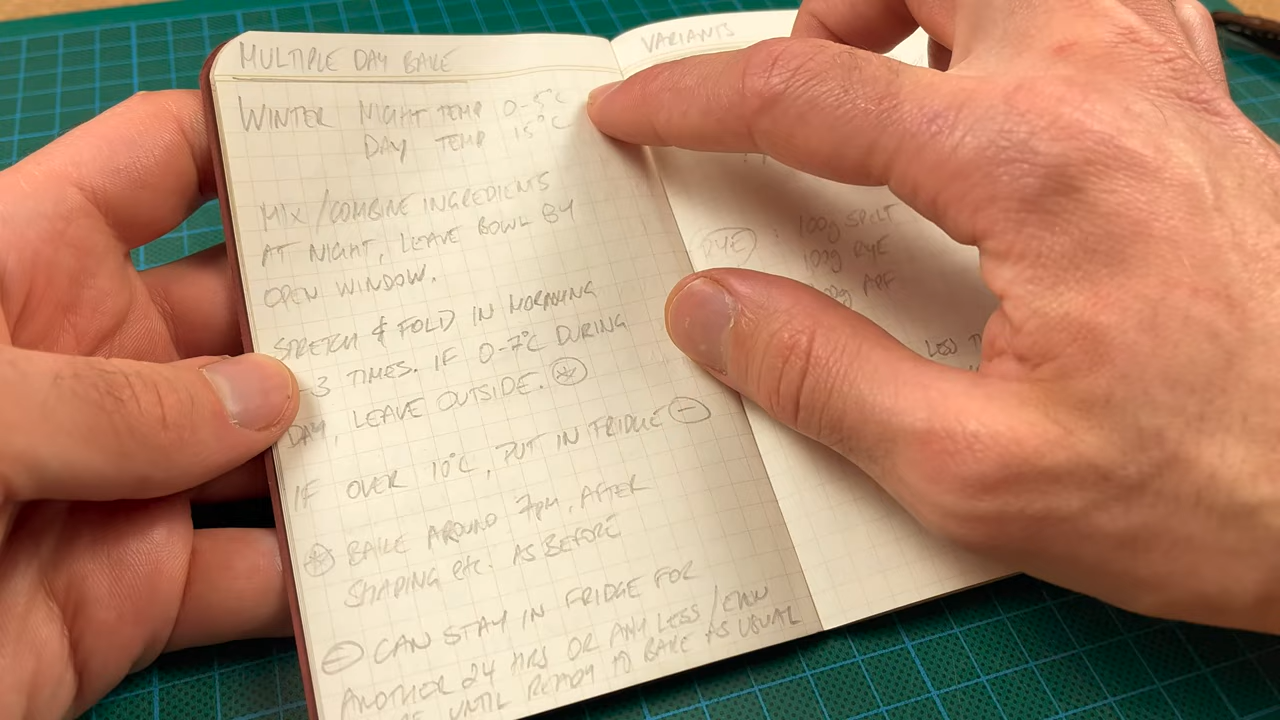 MULTIPLE DAY BAKE
WINTER NIGHT TEMP 0-5°C
DAY TEMP 15°C
MIX/COMBINE INGREDIENTS
AT NIGHT, LEAVE BOWL BY
OPEN WINDOW.
STRETCH & FOLD IN MORNING
3 TIMES. IF 0-7°C DURING
DAY, LEAVE OUTSIDE. *
IF OVER 10°C, PUT IN FRIDGE –
* BAKE AROUND 7PM, AFTER
SHAPING etc. AS BEFORE
– CAN STAY IN FRIDGE FOR
ANOTHER 24 HRS OR ANY LESS/EVEN
UNTIL READY TO BAKE AS USUAL
VARIANTS
RYE : 100g SPELT
100g RYE
APF
LESS